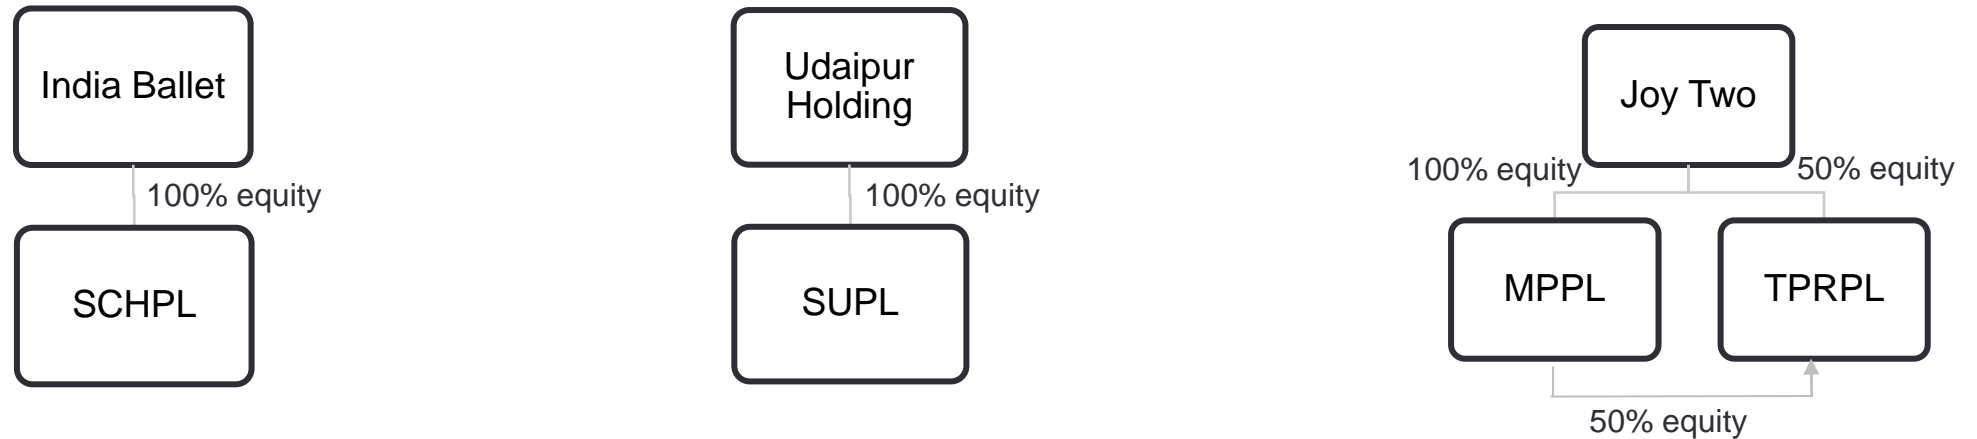 India Ballet
100% equity
SCHPL
Udaipur
Holding
100% equity
SUPL
Joy Two
100% equity
50% equity
MPPL
TPRPL
50% equity